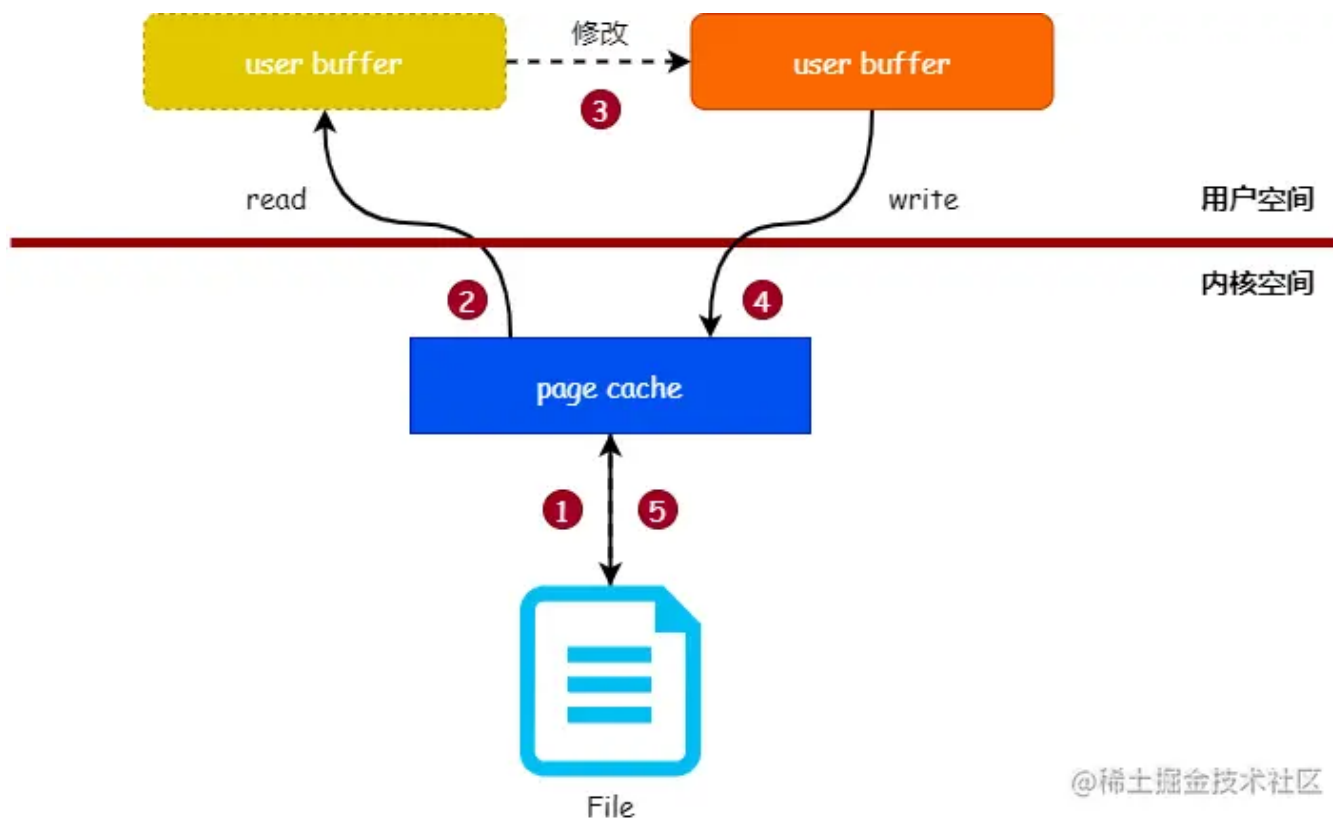 修改
user buffer
user buffer
3
read
write
用户空间
内核空间
2
4
page cache
1
5
File
@稀土掘金技术社区